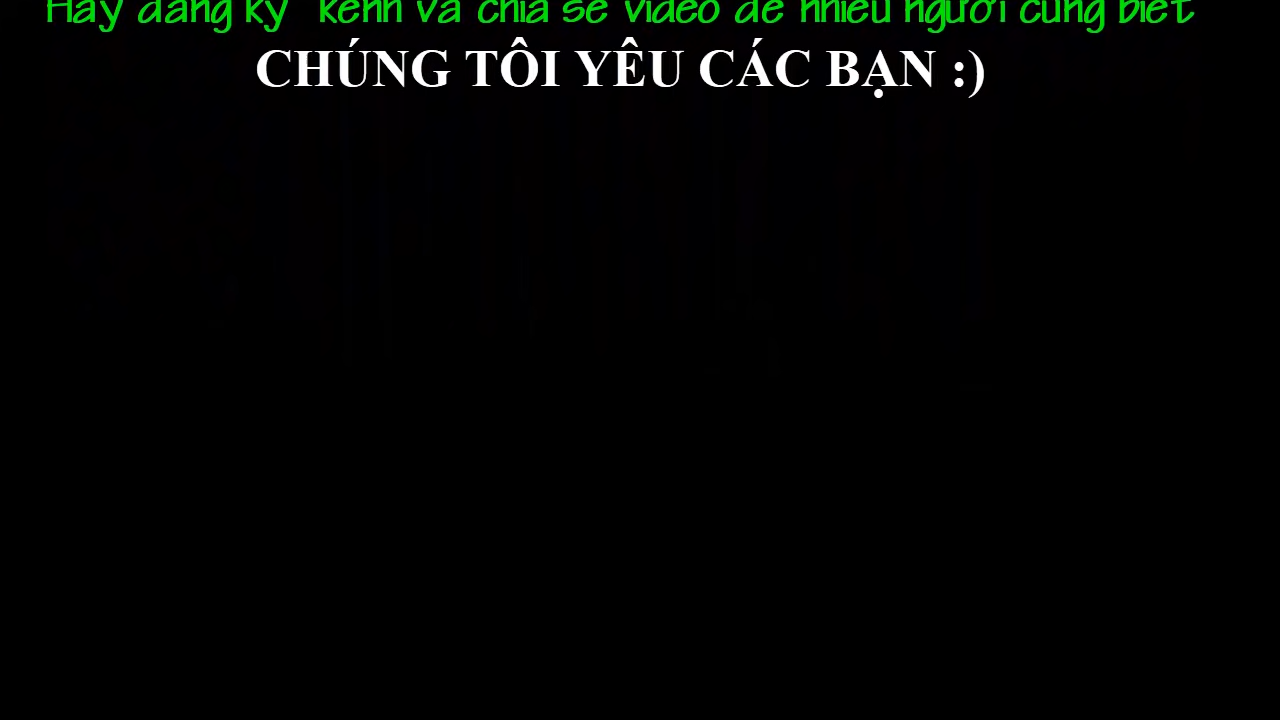 Hãy đăng ký kênh và chia sẻ video để nhiều người cùng biết
CHÚNG TÔI YÊU CÁC BẠN :)